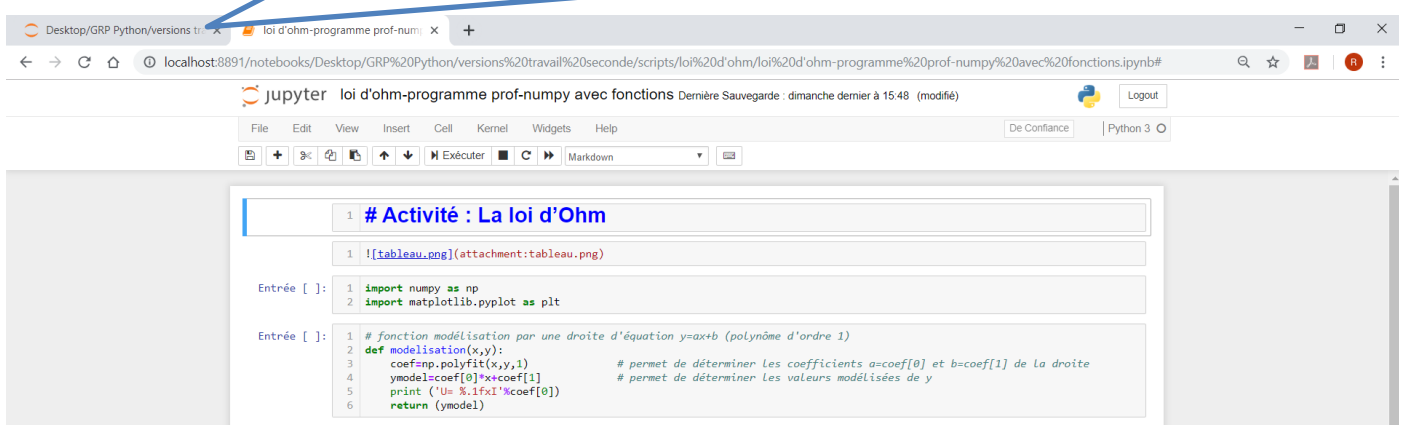 Desktop/GRP Python/versions tra
loi d'ohm-programme prof-nump
localhost:8891/notebooks/Desktop/GRP%20Python/versions%20travail%20seconde/scripts/loi%20d'ohm/loi%20d'ohm-programme%20prof-numpy%20avec%20fonctions.ipynb#
R
jupyter loi d'ohm-programme prof-numpy avec fonctions Dernière Sauvegarde : dimanche dernier à 15:48 (modifié)
Logout
File Edit View Insert Cell Kernel Widgets Help
De Confiance Python 3
Exécuter Markdown
1 # Activité : La loi d’Ohm
1 ![tableau.png](attachment:tableau.png)
Entrée [ ]: 1 import numpy as np
2 import matplotlib.pyplot as plt
Entrée [ ]: 1 # fonction modélisation par une droite d'équation y=ax+b (polynôme d'ordre 1)
2 def modelisation(x,y):
3 coef=np.polyfit(x,y,1) # permet de déterminer les coefficients a=coef[0] et b=coef[1] de la droite
4 ymodel=coef[0]*x+coef[1] # permet de déterminer les valeurs modélisées de y
5 print ('U= %.1fxI'%coef[0])
6 return (ymodel)